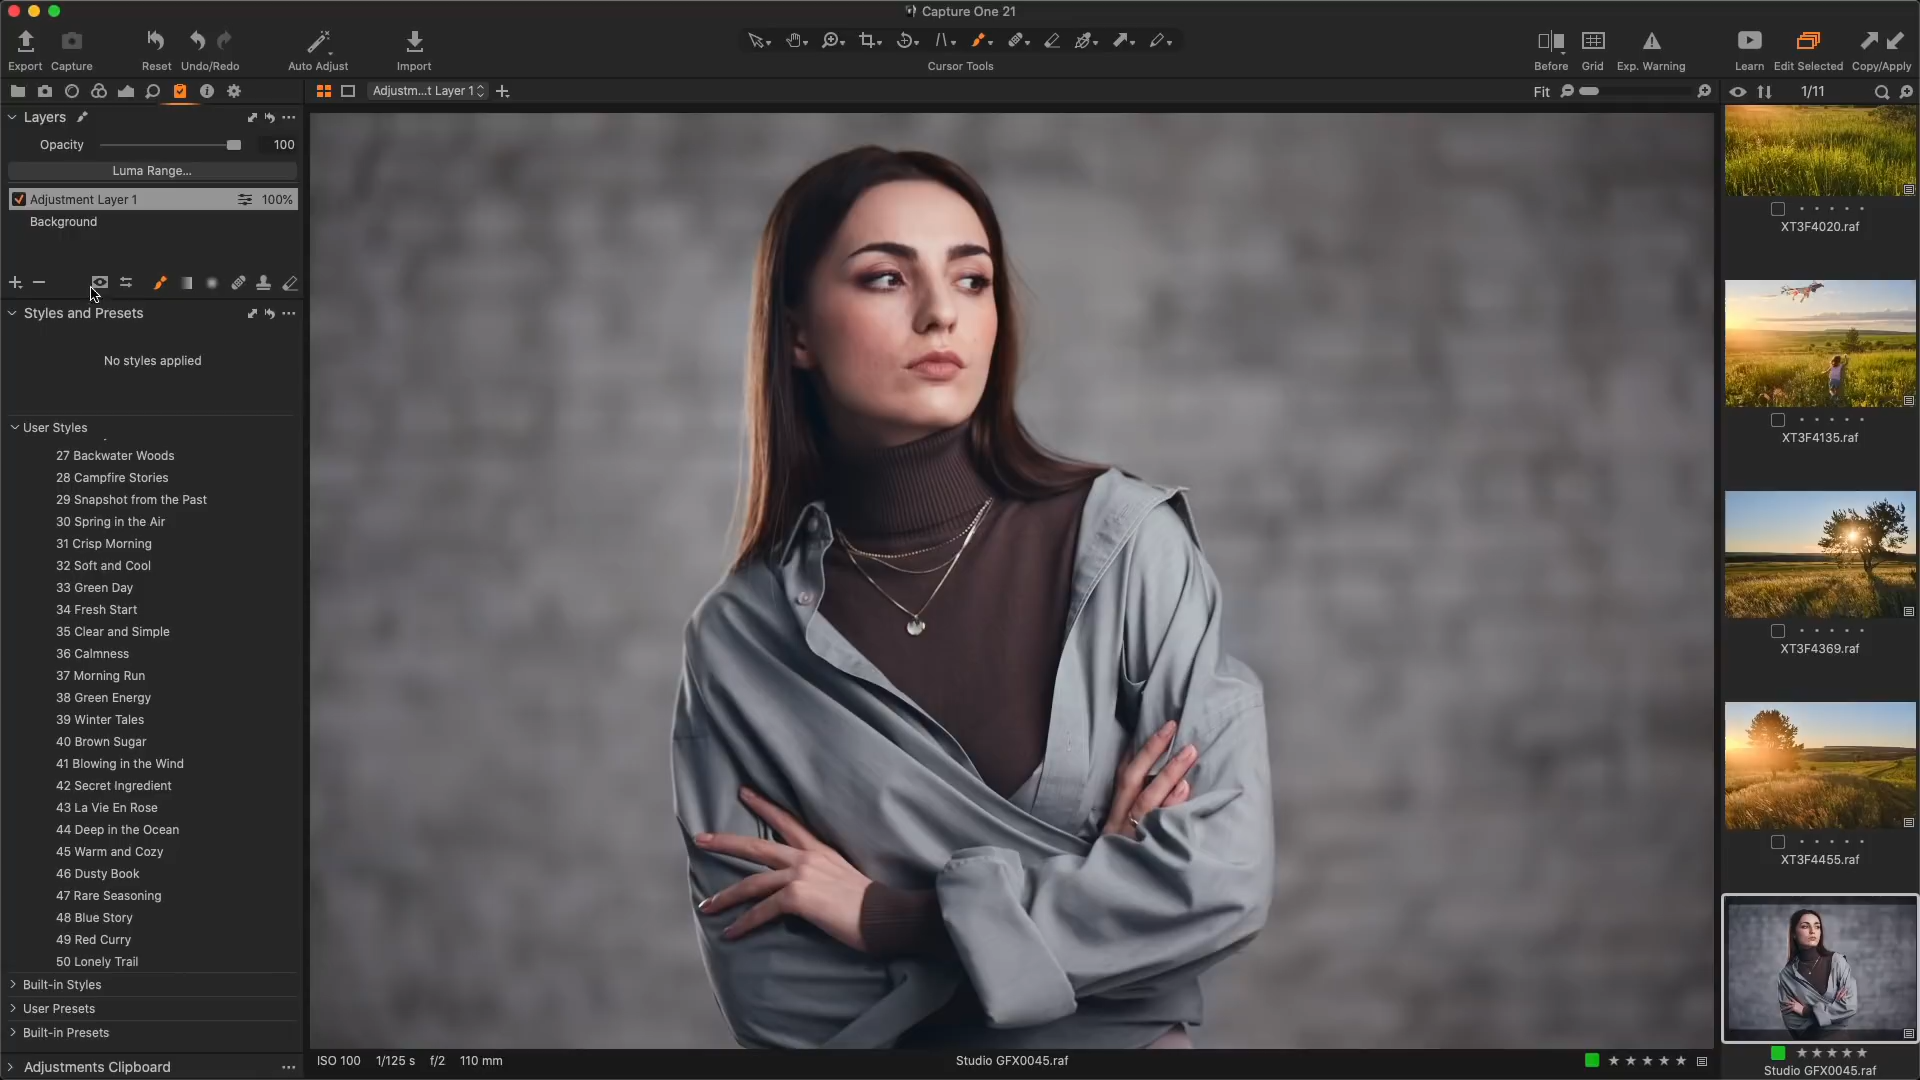 Capture One 21
Export Capture Reset Undo/Redo Auto Adjust Import Cursor Tools Before Grid Exp. Warning Learn Edit Selected Copy/Apply
Adjustm...t Layer 1
Fit
1/11
Layers
Opacity 100
Luma Range...
Adjustment Layer 1 100%
Background
Styles and Presets
No styles applied
User Styles
27 Backwater Woods
28 Campfire Stories
29 Snapshot from the Past
30 Spring in the Air
31 Crisp Morning
32 Soft and Cool
33 Green Day
34 Fresh Start
35 Clear and Simple
36 Calmness
37 Morning Run
38 Green Energy
39 Winter Tales
40 Brown Sugar
41 Blowing in the Wind
42 Secret Ingredient
43 La Vie En Rose
44 Deep in the Ocean
45 Warm and Cozy
46 Dusty Book
47 Rare Seasoning
48 Blue Story
49 Red Curry
50 Lonely Trail
Built-in Styles
User Presets
Built-in Presets
Adjustments Clipboard
ISO 100 1/125 s f/2 110 mm
Studio GFX0045.raf
XT3F4020.raf
XT3F4135.raf
XT3F4369.raf
XT3F4455.raf
Studio GFX0045.raf